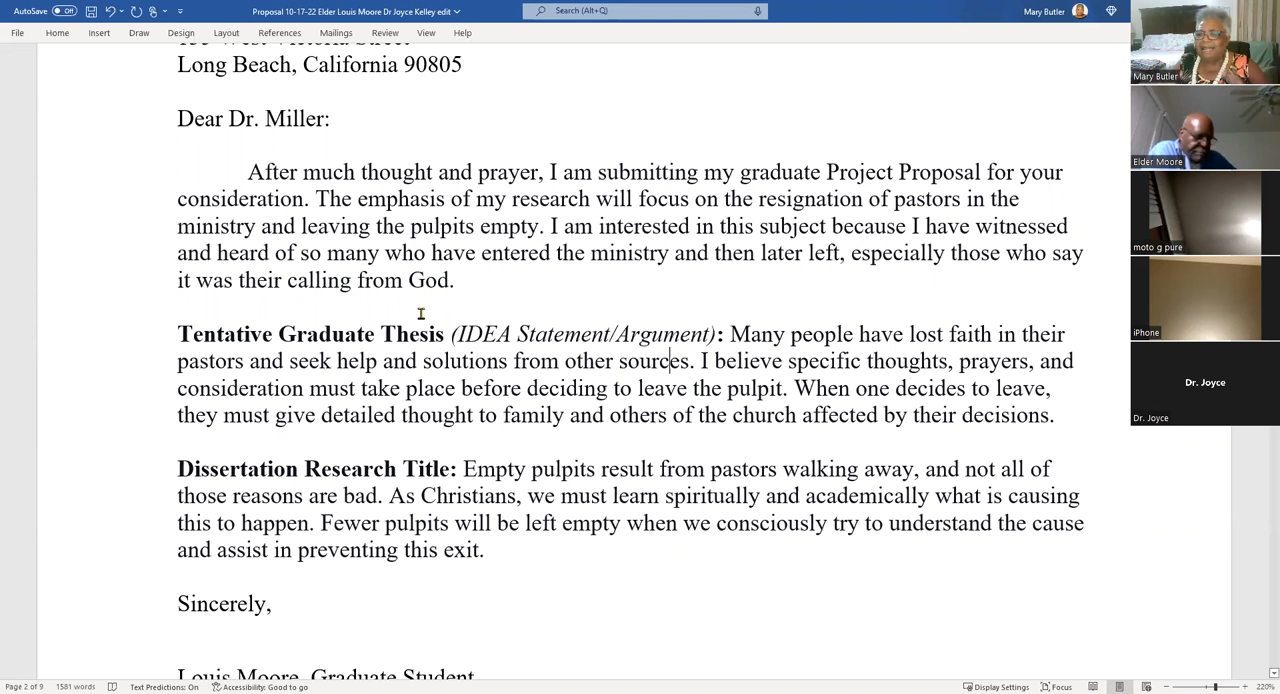 AutoSave Off Proposal 10-17-22 Elder Louis Moore Dr Joyce Kelley edit Search (Alt+Q) Mary Butler
File Home Insert Draw Design Layout References Mailings Review View Help
Long Beach, California 90805
Dear Dr. Miller:
After much thought and prayer, I am submitting my graduate Project Proposal for your
consideration. The emphasis of my research will focus on the resignation of pastors in the
ministry and leaving the pulpits empty. I am interested in this subject because I have witnessed
and heard of so many who have entered the ministry and then later left, especially those who say
it was their calling from God.
Tentative Graduate Thesis (IDEA Statement/Argument): Many people have lost faith in their
pastors and seek help and solutions from other sources. I believe specific thoughts, prayers, and
consideration must take place before deciding to leave the pulpit. When one decides to leave,
they must give detailed thought to family and others of the church affected by their decisions.
Dissertation Research Title: Empty pulpits result from pastors walking away, and not all of
those reasons are bad. As Christians, we must learn spiritually and academically what is causing
this to happen. Fewer pulpits will be left empty when we consciously try to understand the cause
and assist in preventing this exit.
Sincerely,
Louis Moore, Graduate Student
Page 2 of 9 1581 words Text Predictions: On Accessibility: Good to go Display Settings Focus 220%
Mary Butler
Elder Moore
moto g pure
iPhone
Dr. Joyce
Dr. Joyce